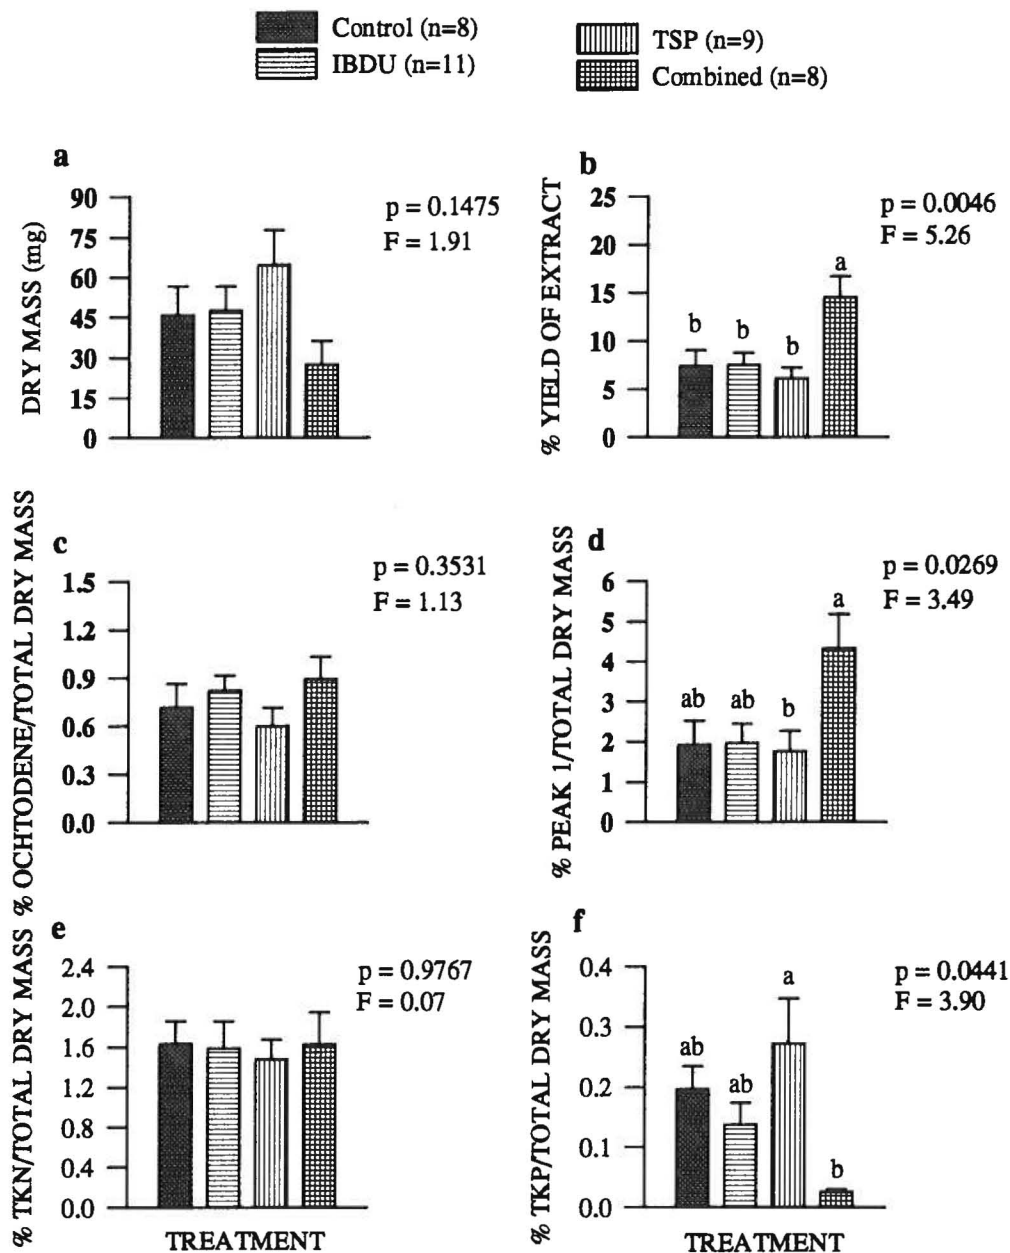 Control (n=8)
IBDU (n=11)
TSP (n=9)
Combined (n=8)
a
DRY MASS (mg)
90
75
60
45
30
15
0
p = 0.1475
F = 1.91
b
% YIELD OF EXTRACT
25
20
15
10
5
0
b
b
b
a
p = 0.0046
F = 5.26
c
% OCHTODENE/TOTAL DRY MASS
1.5
1.2
0.9
0.6
0.3
0.0
p = 0.3531
F = 1.13
d
% PEAK 1/TOTAL DRY MASS
6
5
4
3
2
1
0
ab
ab
b
a
p = 0.0269
F = 3.49
e
% TKN/TOTAL DRY MASS
2.4
2.0
1.6
1.2
0.8
0.4
0.0
p = 0.9767
F = 0.07
TREATMENT
f
% TKP/TOTAL DRY MASS
0.4
0.3
0.2
0.1
0.0
ab
ab
a
b
p = 0.0441
F = 3.90
TREATMENT